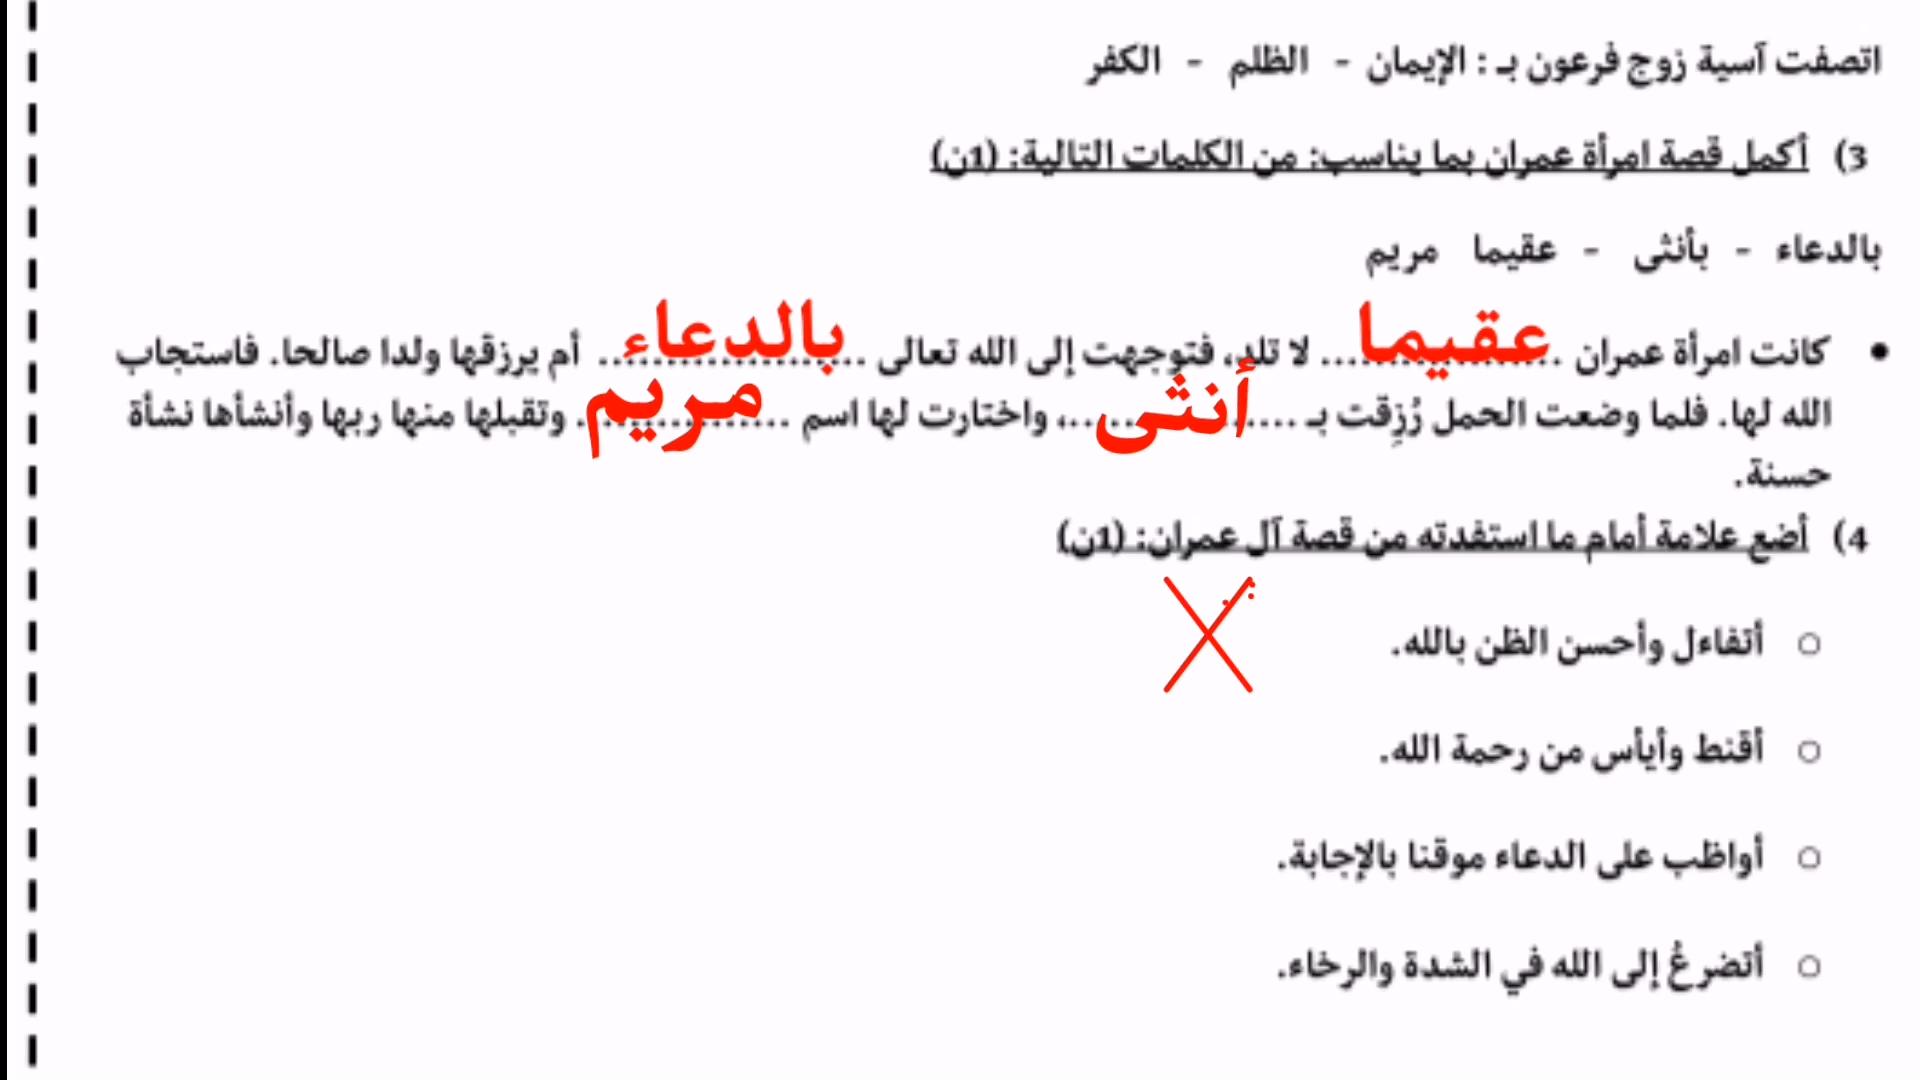 اتصفت آسية زوج فرعون بـ : الإيمان - الظلم - الكفر
3) أكمل قصة امرأة عمران بما يناسب: من الكلمات التالية: (1ن)
بالدعاء - بأنثى - عقيما مريم
• كانت امرأة عمران .......عقيما....... لا تلد، فتوجهت إلى الله تعالى .......بالدعاء....... أم يرزقها ولدا صالحا. فاستجاب
الله لها. فلما وضعت الحمل رُزِقت بـ .......أنثى.......، واختارت لها اسم .......مريم....... وتقبلها منها ربها وأنشأها نشأة
حسنة.
4) أضع علامة أمام ما استفدته من قصة آل عمران: (1ن)
○ أتفاءل وأحسن الظن بالله. X
○ أقنط وأيأس من رحمة الله.
○ أواظب على الدعاء موقنا بالإجابة.
○ أتضرعُ إلى الله في الشدة والرخاء.